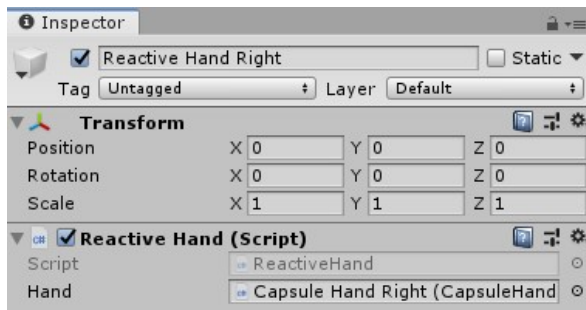 Inspector
Reactive Hand Right Static
Tag Untagged Layer Default
Transform
Position X 0 Y 0 Z 0
Rotation X 0 Y 0 Z 0
Scale X 1 Y 1 Z 1
Reactive Hand (Script)
Script ReactiveHand
Hand Capsule Hand Right (CapsuleHand